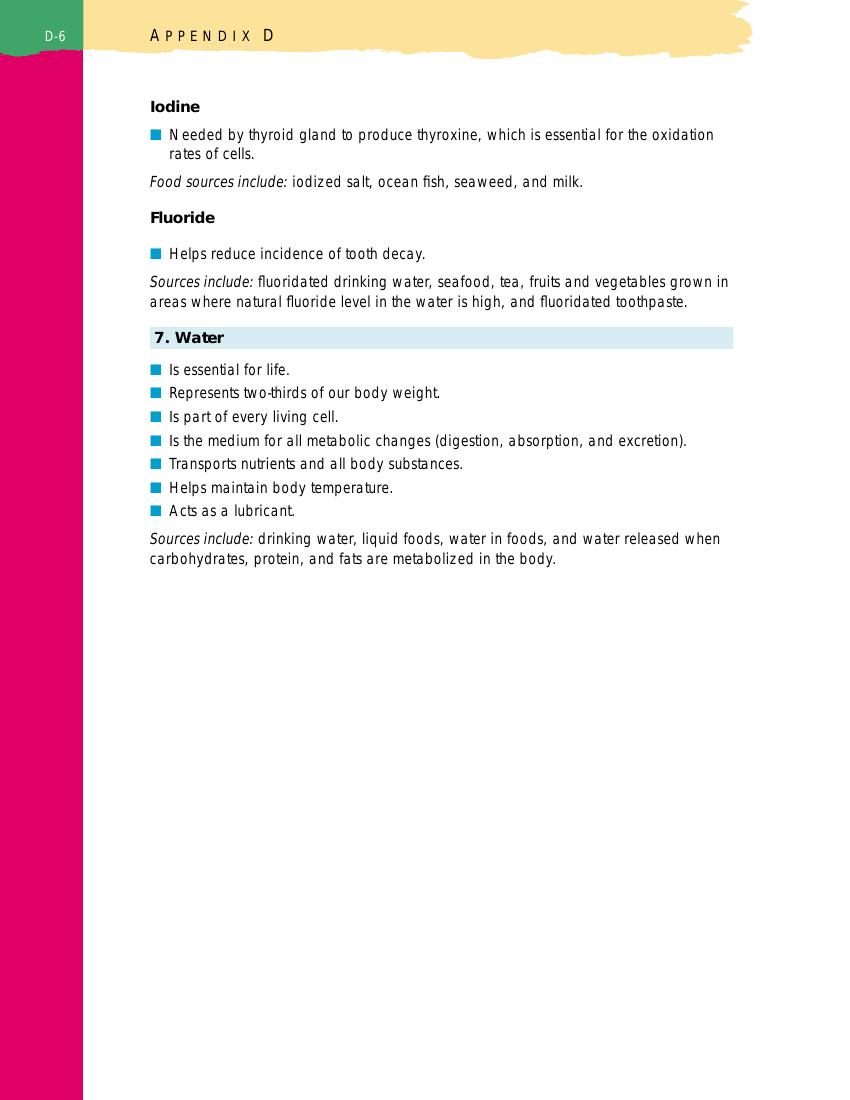 D-6
APPENDIX D
Iodine
■ Needed by thyroid gland to produce thyroxine, which is essential for the oxidation
rates of cells.
Food sources include: iodized salt, ocean fish, seaweed, and milk.
Fluoride
■ Helps reduce incidence of tooth decay.
Sources include: fluoridated drinking water, seafood, tea, fruits and vegetables grown in
areas where natural fluoride level in the water is high, and fluoridated toothpaste.
7. Water
■ Is essential for life.
■ Represents two-thirds of our body weight.
■ Is part of every living cell.
■ Is the medium for all metabolic changes (digestion, absorption, and excretion).
■ Transports nutrients and all body substances.
■ Helps maintain body temperature.
■ Acts as a lubricant.
Sources include: drinking water, liquid foods, water in foods, and water released when
carbohydrates, protein, and fats are metabolized in the body.